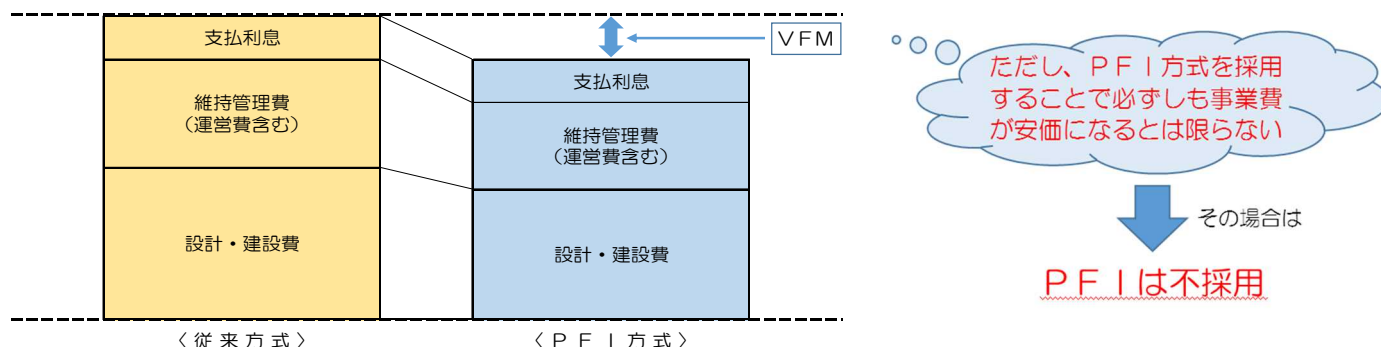 支払利息
維持管理費
(運営費含む)
設計・建設費
〈従来方式〉
支払利息
維持管理費
(運営費含む)
設計・建設費
〈ＰＦＩ方式〉
ＶＦＭ
ただし、ＰＦＩ方式を採用
することで必ずしも事業費
が安価になるとは限らない
その場合は
ＰＦＩは不採用